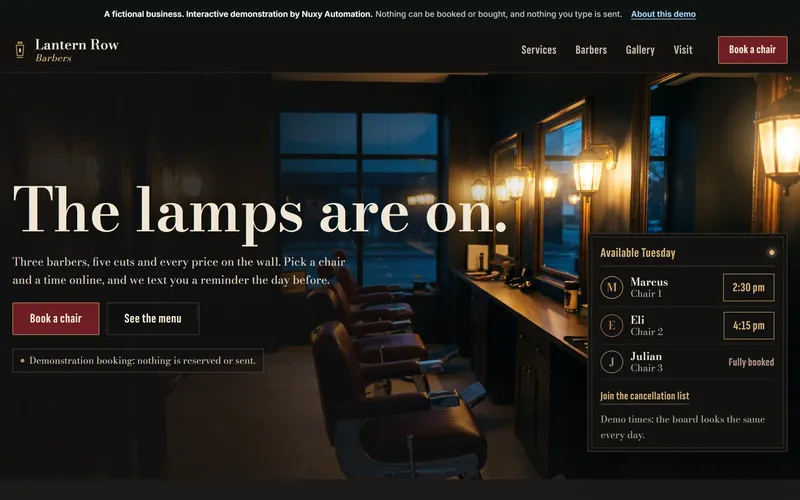 A fictional business. Interactive demonstration by Nuxy Automation. Nothing can be booked or bought, and nothing you type is sent. About this demo
Lantern Row
Barbers
Services Barbers Gallery Visit Book a chair
The lamps are on.
Three barbers, five cuts and every price on the wall. Pick a chair
and a time online, and we text you a reminder the day before.
Book a chair See the menu
Demonstration booking: nothing is reserved or sent.
Available Tuesday
M Marcus
Chair 1
2:30 pm
E Eli
Chair 2
4:15 pm
J Julian
Chair 3
Fully booked
Join the cancellation list
Demo times: the board looks the same
every day.